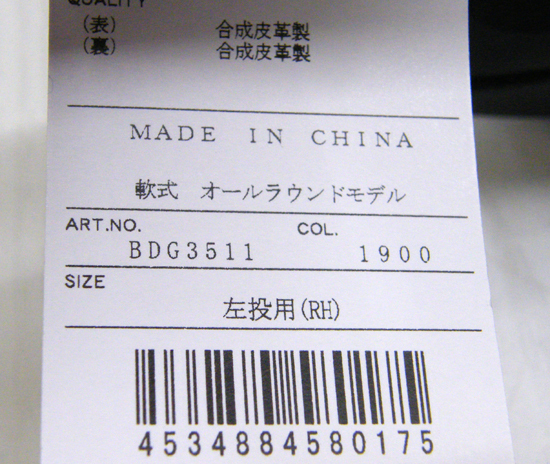 QUALITY
(表) 合成皮革製
(裏) 合成皮革製
MADE IN CHINA
軟式 オールラウンドモデル
ART.NO. COL.
BDG3511 1900
SIZE
左投用(RH)
4534884580175